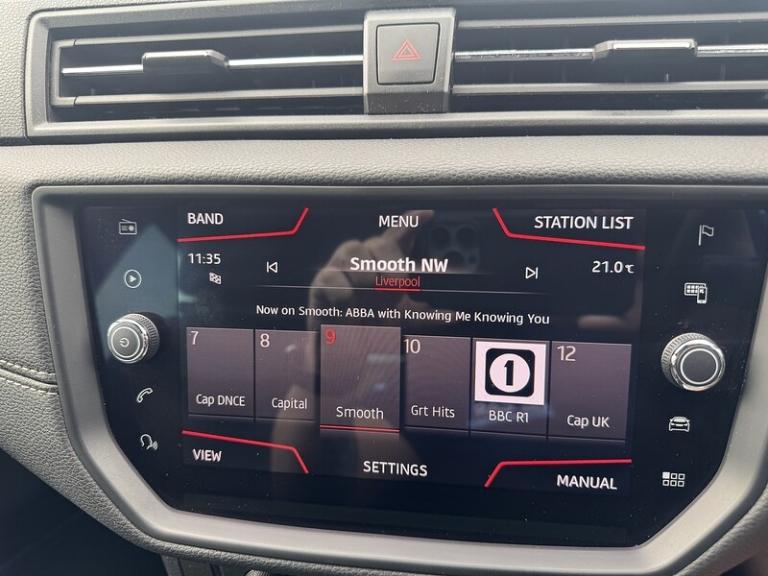 BAND MENU STATION LIST
11:35 Smooth NW 21.0°C
Liverpool
Now on Smooth: ABBA with Knowing Me Knowing You
7 8 9 10 1 12
Cap DNCE Capital Smooth Grt Hits BBC R1 Cap UK
VIEW SETTINGS MANUAL